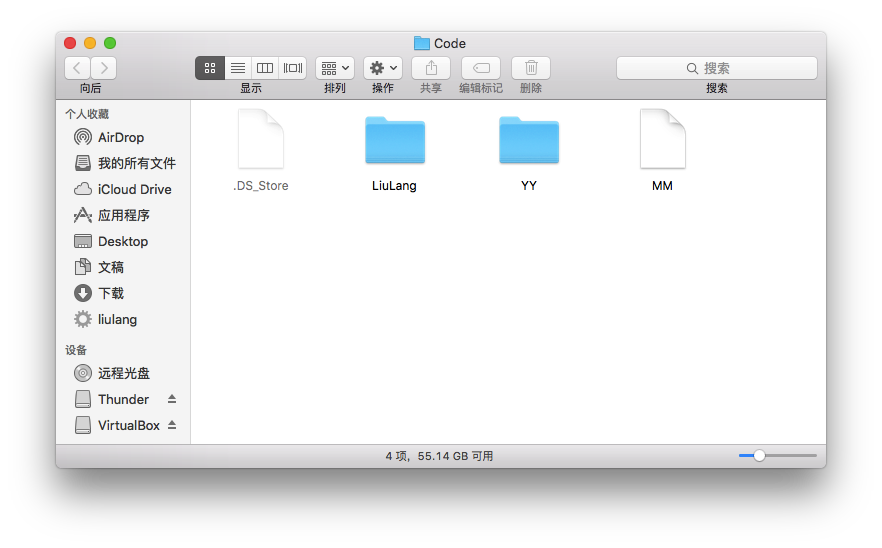 Code
搜索
向后
显示
排列
操作
共享
编辑标记
删除
搜索
个人收藏
AirDrop
我的所有文件
iCloud Drive
应用程序
Desktop
文稿
下载
liulang
设备
远程光盘
Thunder
VirtualBox
.DS_Store
LiuLang
YY
MM
4 项，55.14 GB 可用